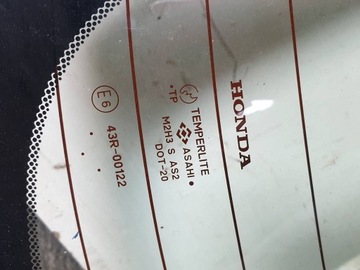 HONDA
TEMPERLITE
ASAHI
•TP
M2H3 S AS2
DOT-20
E6
43R-00122